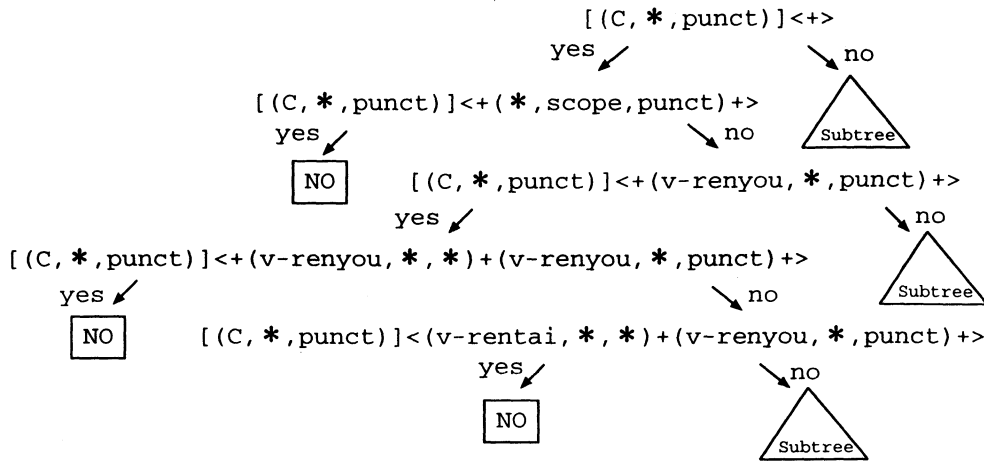 [(C,*,punct)]<+>
yes no
[(C,*,punct)]<+(*,scope,punct)+> Subtree
yes no
NO [(C,*,punct)]<+(v-renyou,*,punct)+>
yes no
[(C,*,punct)]<+(v-renyou,*,*)+(v-renyou,*,punct)+>
yes no Subtree
NO [(C,*,punct)]<(v-rentai,*,*)+(v-renyou,*,punct)+>
yes no
NO Subtree